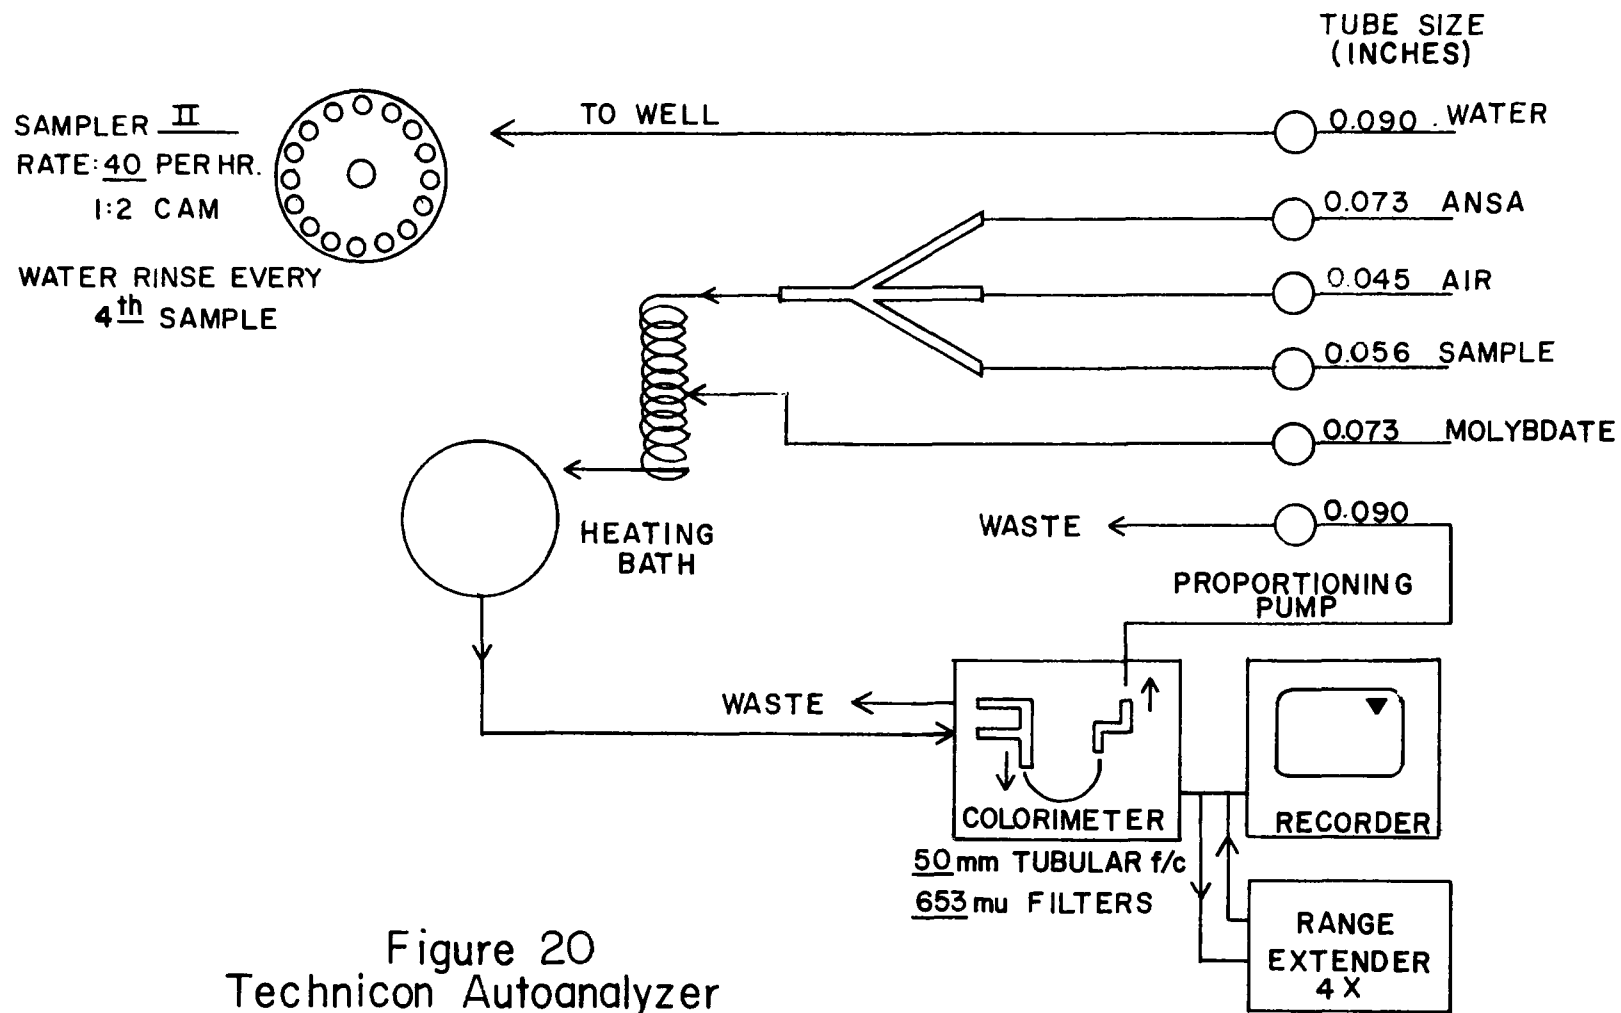 TUBE SIZE
(INCHES)
SAMPLER II
RATE: 40 PER HR.
1:2 CAM
WATER RINSE EVERY
4th SAMPLE
TO WELL
0.090 . WATER
0.073 ANSA
0.045 AIR
0.056 SAMPLE
0.073 MOLYBDATE
WASTE
0.090
HEATING
BATH
PROPORTIONING
PUMP
WASTE
COLORIMETER
RECORDER
50 mm TUBULAR f/c
653 mu FILTERS
RANGE
EXTENDER
4 X
Figure 20
Technicon Autoanalyzer